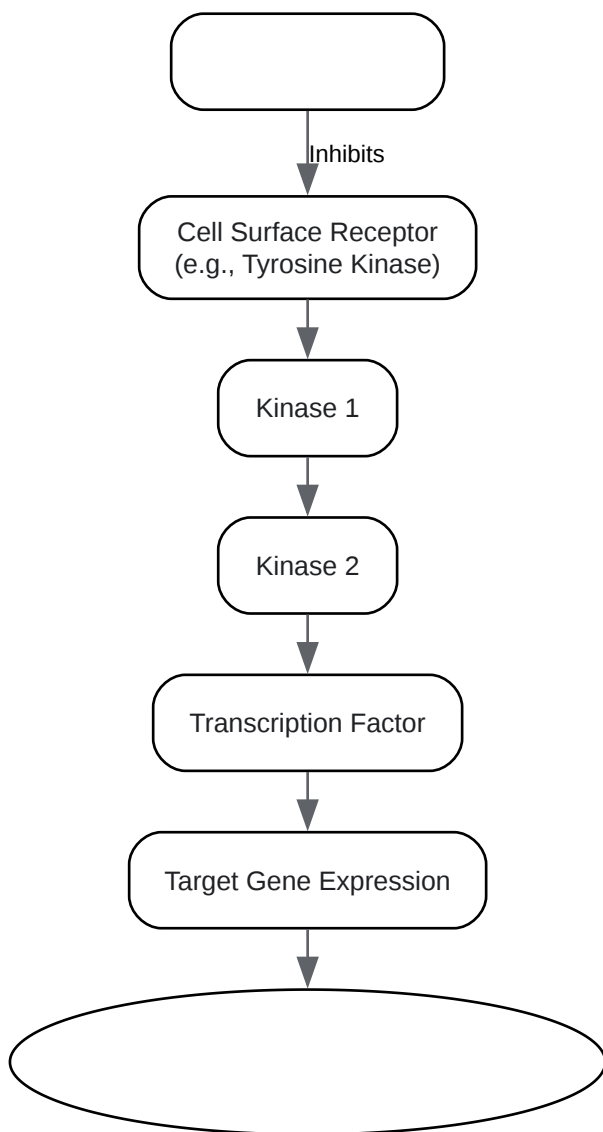 Inhibits
Cell Surface Receptor
(e.g., Tyrosine Kinase)
Kinase 1
Kinase 2
Transcription Factor
Target Gene Expression